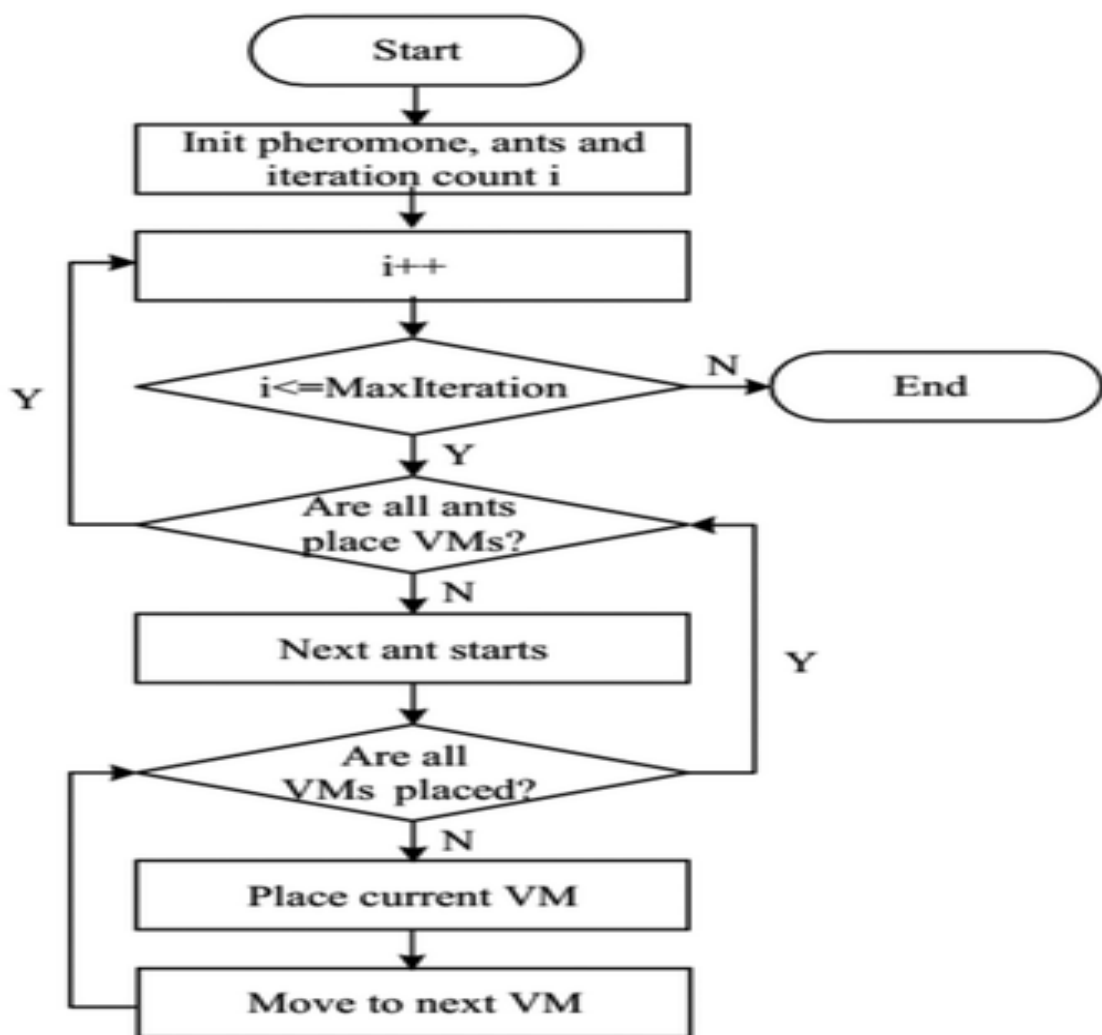 Start
Init pheromone, ants and
iteration count i
i++
i<=MaxIteration
N
End
Y
Y
Are all ants
place VMs?
N
Next ant starts
Y
Are all
VMs placed?
N
Place current VM
Move to next VM